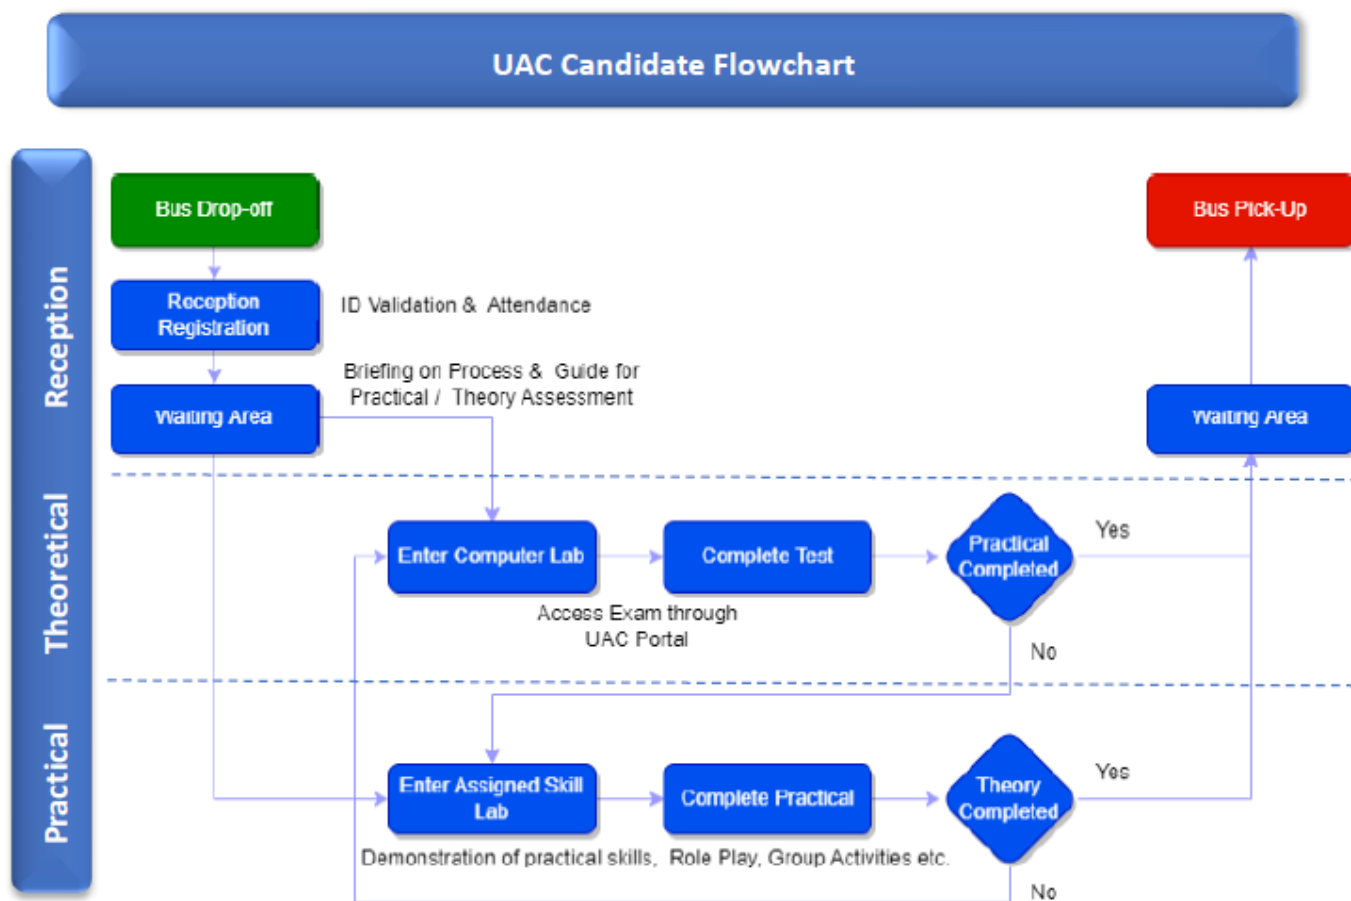 UAC Candidate Flowchart
Reception
Theoretical
Practical
Bus Drop-off
Bus Pick-Up
Reception
Registration
ID Validation & Attendance
Briefing on Process & Guide for
Practical / Theory Assessment
Waiting Area
Waiting Area
Enter Computer Lab
Complete Test
Practical
Completed
Yes
Access Exam through
UAC Portal
No
Enter Assigned Skill
Lab
Complete Practical
Theory
Completed
Yes
Demonstration of practical skills, Role Play, Group Activities etc.
No